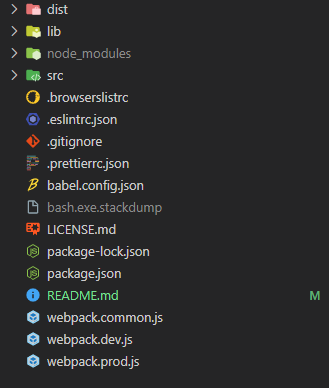 dist
lib
node_modules
src
.browserslistrc
.eslintrc.json
.gitignore
.prettierrc.json
babel.config.json
bash.exe.stackdump
LICENSE.md
package-lock.json
package.json
README.md M
webpack.common.js
webpack.dev.js
webpack.prod.js